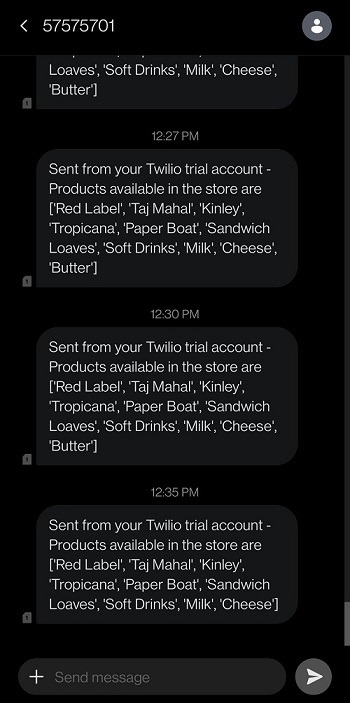 57575701
Loaves', 'Soft Drinks', 'Milk', 'Cheese',
'Butter']
1
12:27 PM
Sent from your Twilio trial account -
Products available in the store are
['Red Label', 'Taj Mahal', 'Kinley',
'Tropicana', 'Paper Boat', 'Sandwich
Loaves', 'Soft Drinks', 'Milk', 'Cheese',
'Butter']
1
12:30 PM
Sent from your Twilio trial account -
Products available in the store are
['Red Label', 'Taj Mahal', 'Kinley',
'Tropicana', 'Paper Boat', 'Sandwich
Loaves', 'Soft Drinks', 'Milk', 'Cheese',
'Butter']
1
12:35 PM
Sent from your Twilio trial account -
Products available in the store are
['Red Label', 'Taj Mahal', 'Kinley',
'Tropicana', 'Paper Boat', 'Sandwich
Loaves', 'Soft Drinks', 'Milk', 'Cheese']
1
Send message